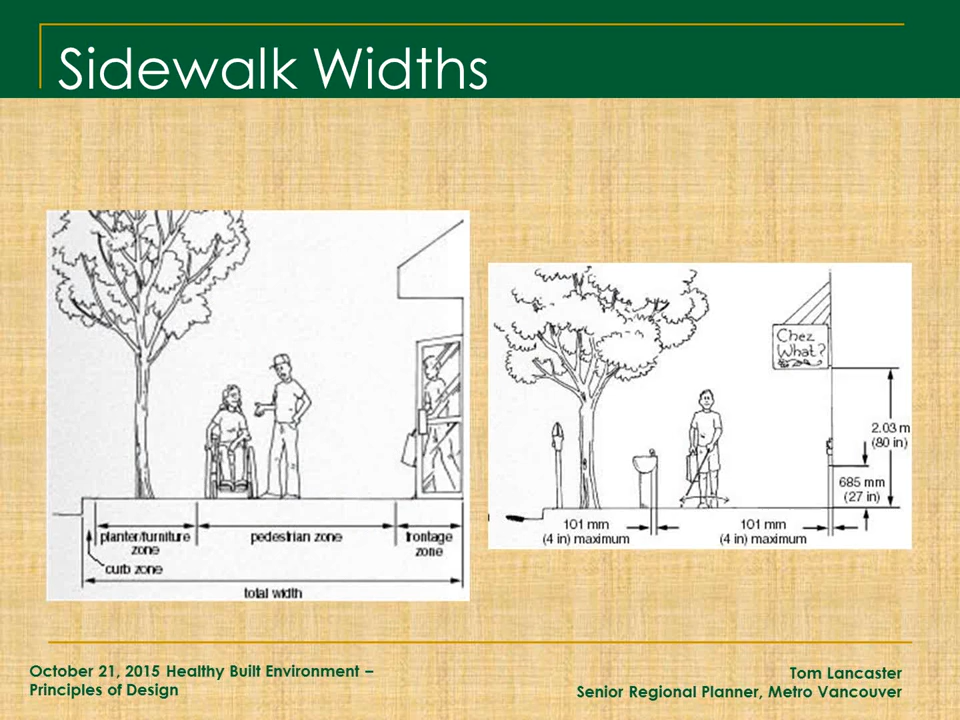 Sidewalk Widths
planter/furniture
zone
pedestrian zone
frontage
zone
curb zone
total width
Chez
What?
2.03 m
(80 in)
685 mm
(27 in)
101 mm
(4 in) maximum
101 mm
(4 in) maximum
October 21, 2015 Healthy Built Environment –
Principles of Design
Tom Lancaster
Senior Regional Planner, Metro Vancouver